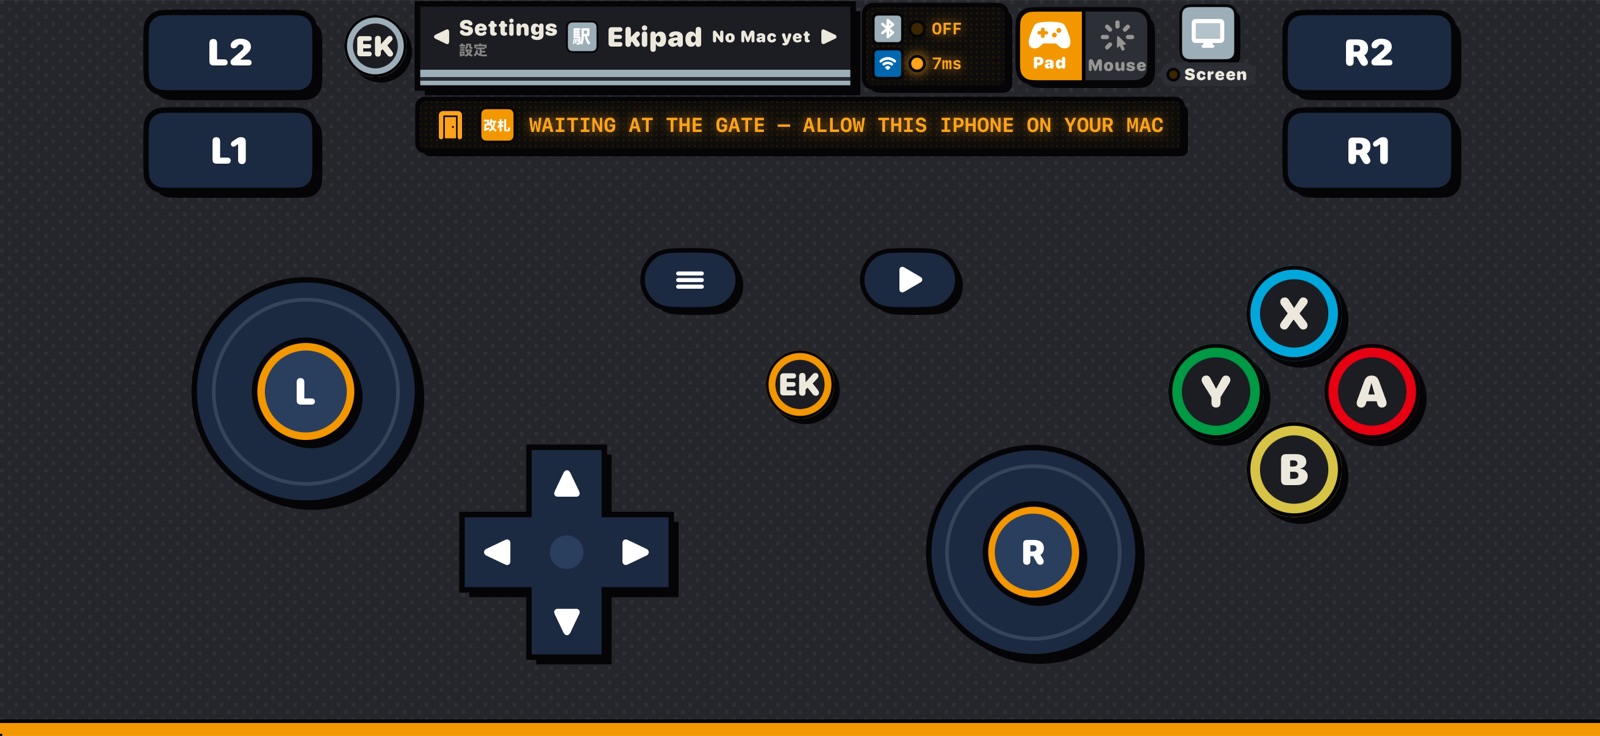 L2
EK
Settings
設定
駅
Ekipad
No Mac yet
OFF
7ms
Pad
Mouse
Screen
R2
L1
改札
WAITING AT THE GATE — ALLOW THIS IPHONE ON YOUR MAC
R1
X
L
EK
Y
A
B
R